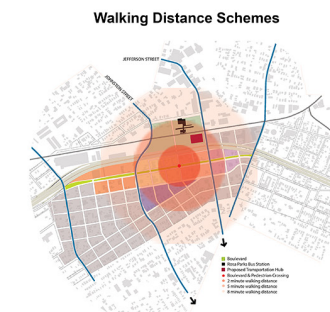 Walking Distance Schemes
JEFFERSON STREET
JOHNSTON STREET
Boulevard
Rosa Parks Bus Station
Proposed Transportation Hub
Boulevard & Pedestrian Crossing
2 minute walking distance
5 minute walking distance
8 minute walking distance